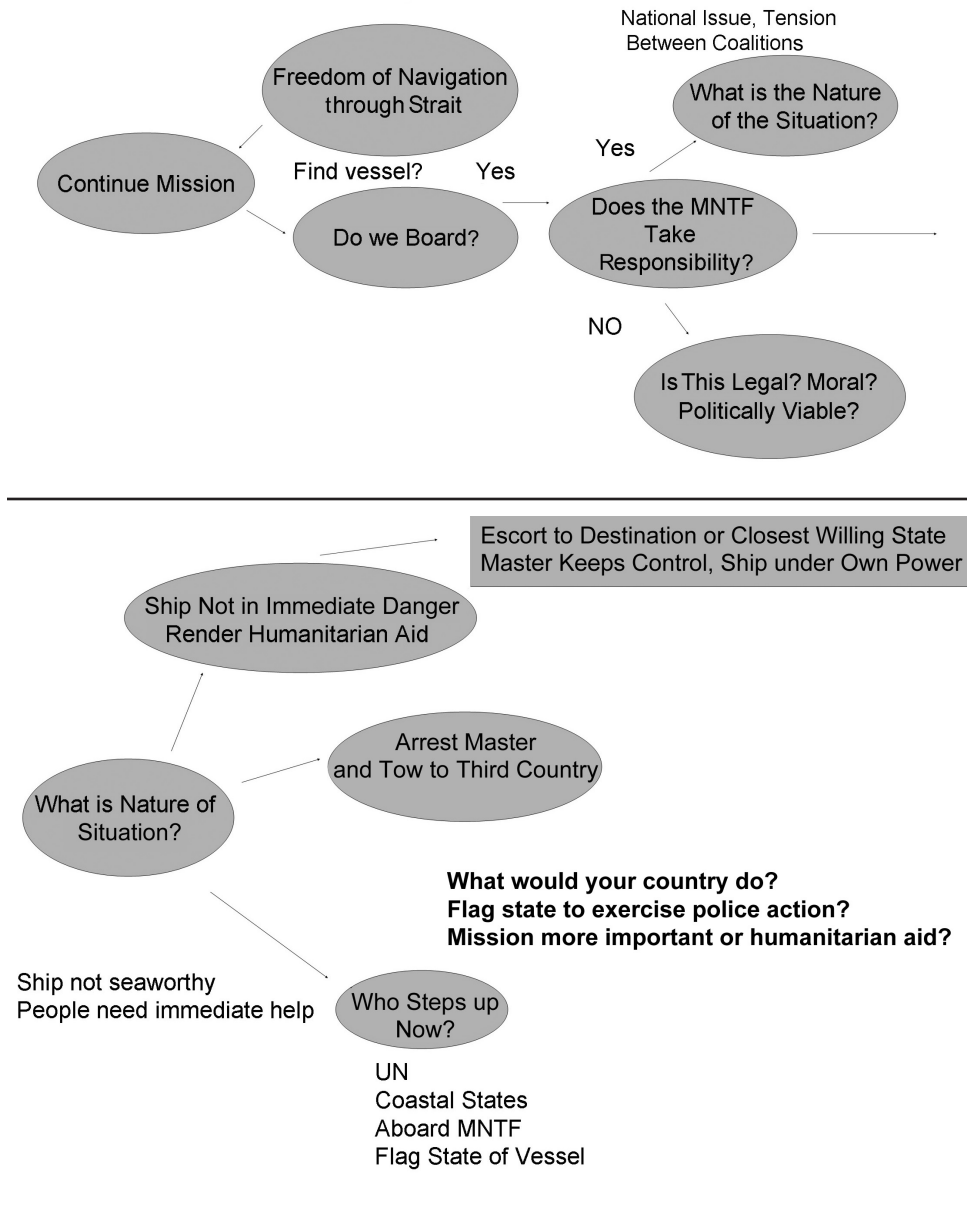 National Issue, Tension
Between Coalitions
Freedom of Navigation
through Strait
What is the Nature
of the Situation?
Continue Mission
Find vessel?
Yes
Yes
Do we Board?
Does the MNTF
Take
Responsibility?
NO
Is This Legal? Moral?
Politically Viable?
Escort to Destination or Closest Willing State
Master Keeps Control, Ship under Own Power
Ship Not in Immediate Danger
Render Humanitarian Aid
Arrest Master
and Tow to Third Country
What is Nature of
Situation?
What would your country do?
Flag state to exercise police action?
Mission more important or humanitarian aid?
Ship not seaworthy
People need immediate help
Who Steps up
Now?
UN
Coastal States
Aboard MNTF
Flag State of Vessel